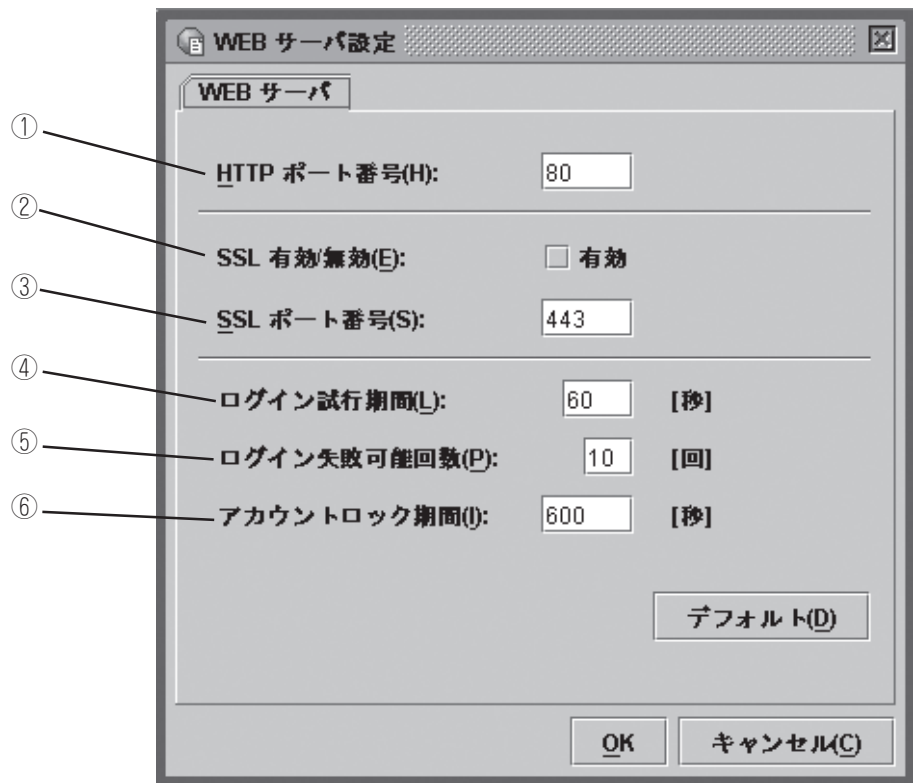 WEB サーバ設定
WEB サーバ
① HTTP ポート番号(H): 80
② SSL 有効/無効(E): 有効
③ SSL ポート番号(S): 443
④ ログイン試行期間(L): 60 [秒]
⑤ ログイン失敗可能回数(P): 10 [回]
⑥ アカウントロック期間(I): 600 [秒]
デフォルト(D)
OK キャンセル(C)